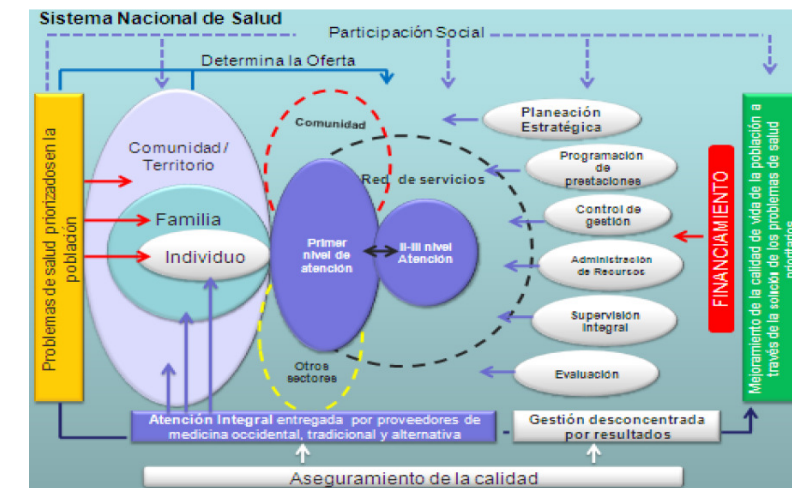 Sistema Nacional de Salud
Participación Social
Determina la Oferta
Problemas de salud priorizadosen la
población
Comunidad /
Territorio
Familia
Individuo
Comunidad
Red de servicios
Primer
nivel de
atención
II-III nivel
Atención
Otros
sectores
Planeación
Estratégica
Programación
de
prestaciones
Control de
gestión
Administración
de Recursos
Supervisión
Integral
Evaluación
FINANCIAMIENTO
Mejoramiento de la calidad de vida de la población a
través de la solución de los problemas de salud
Atención Integral entregada por proveedores de
medicina occidental, tradicional y alternativa
Gestión desconcentrada
por resultados
Aseguramiento de la calidad